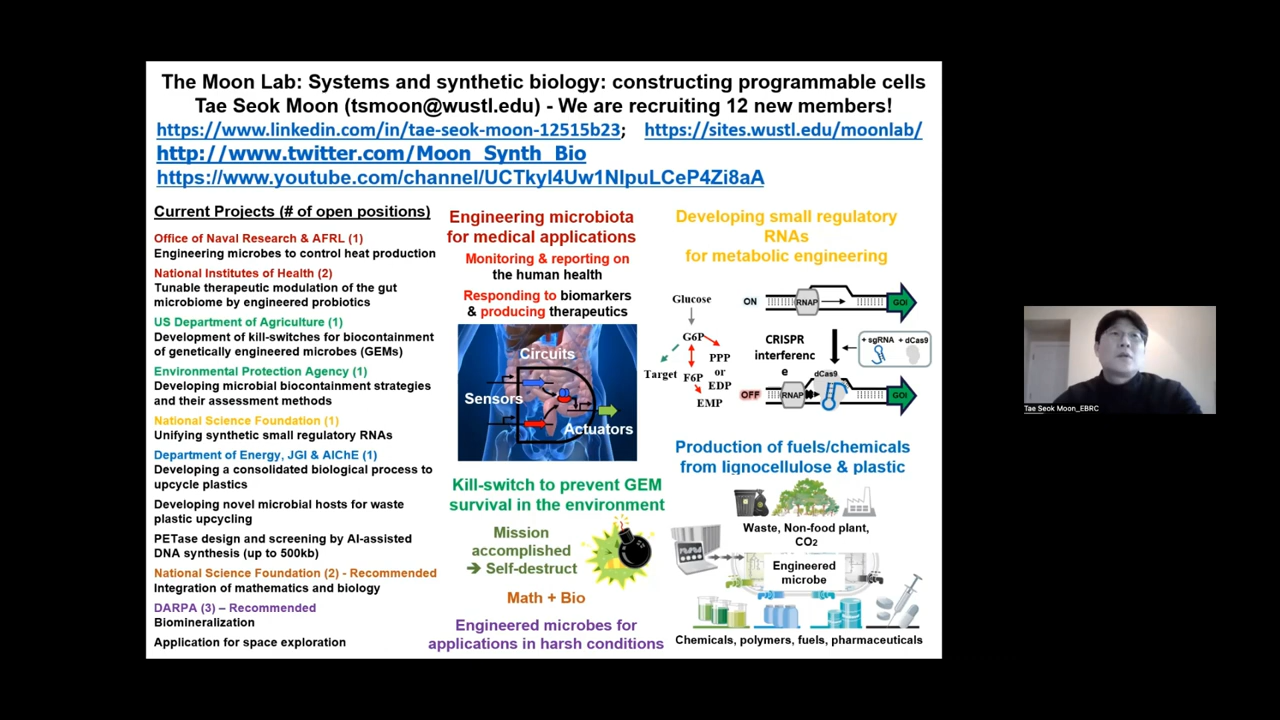 The Moon Lab: Systems and synthetic biology: constructing programmable cells
Tae Seok Moon (tsmoon@wustl.edu) - We are recruiting 12 new members!
https://www.linkedin.com/in/tae-seok-moon-12515b23; https://sites.wustl.edu/moonlab/
http://www.twitter.com/Moon_Synth_Bio
https://www.youtube.com/channel/UCTkyI4Uw1NIpuLCeP4Zi8aA
Current Projects (# of open positions)
Office of Naval Research & AFRL (1)
Engineering microbes to control heat production
National Institutes of Health (2)
Tunable therapeutic modulation of the gut
microbiome by engineered probiotics
US Department of Agriculture (1)
Development of kill-switches for biocontainment
of genetically engineered microbes (GEMs)
Environmental Protection Agency (1)
Developing microbial biocontainment strategies
and their assessment methods
National Science Foundation (1)
Unifying synthetic small regulatory RNAs
Department of Energy, JGI & AIChE (1)
Developing a consolidated biological process to
upcycle plastics
Developing novel microbial hosts for waste
plastic upcycling
PETase design and screening by AI-assisted
DNA synthesis (up to 500kb)
National Science Foundation (2) - Recommended
Integration of mathematics and biology
DARPA (3) – Recommended
Biomineralization
Application for space exploration
Engineering microbiota
for medical applications
Monitoring & reporting on
the human health
Responding to biomarkers
& producing therapeutics
Circuits
Sensors
Actuators
Kill-switch to prevent GEM
survival in the environment
Mission
accomplished
➔ Self-destruct
Math + Bio
Engineered microbes for
applications in harsh conditions
Developing small regulatory
RNAs
for metabolic engineering
Glucose
G6P
PPP
or
EDP
Target
F6P
EMP
ON
RNAP
GOI
CRISPR
interferenc
e
+ sgRNA + dCas9
dCas9
OFF
RNAP
GOI
Production of fuels/chemicals
from lignocellulose & plastic
Waste, Non-food plant,
CO2
Engineered
microbe
Chemicals, polymers, fuels, pharmaceuticals
Tae Seok Moon_EBRC